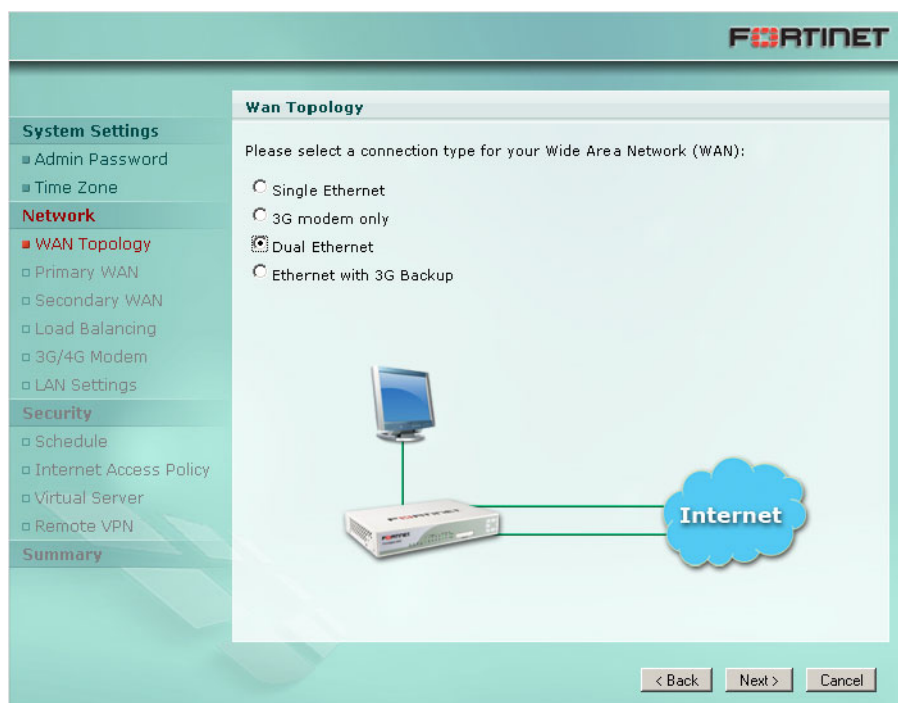 FORTINET
Wan Topology
System Settings
Admin Password
Time Zone
Network
WAN Topology
Primary WAN
Secondary WAN
Load Balancing
3G/4G Modem
LAN Settings
Security
Schedule
Internet Access Policy
Virtual Server
Remote VPN
Summary
Please select a connection type for your Wide Area Network (WAN):
Single Ethernet
3G modem only
Dual Ethernet
Ethernet with 3G Backup
FORTINET
FORTINET
Internet
< Back
Next >
Cancel